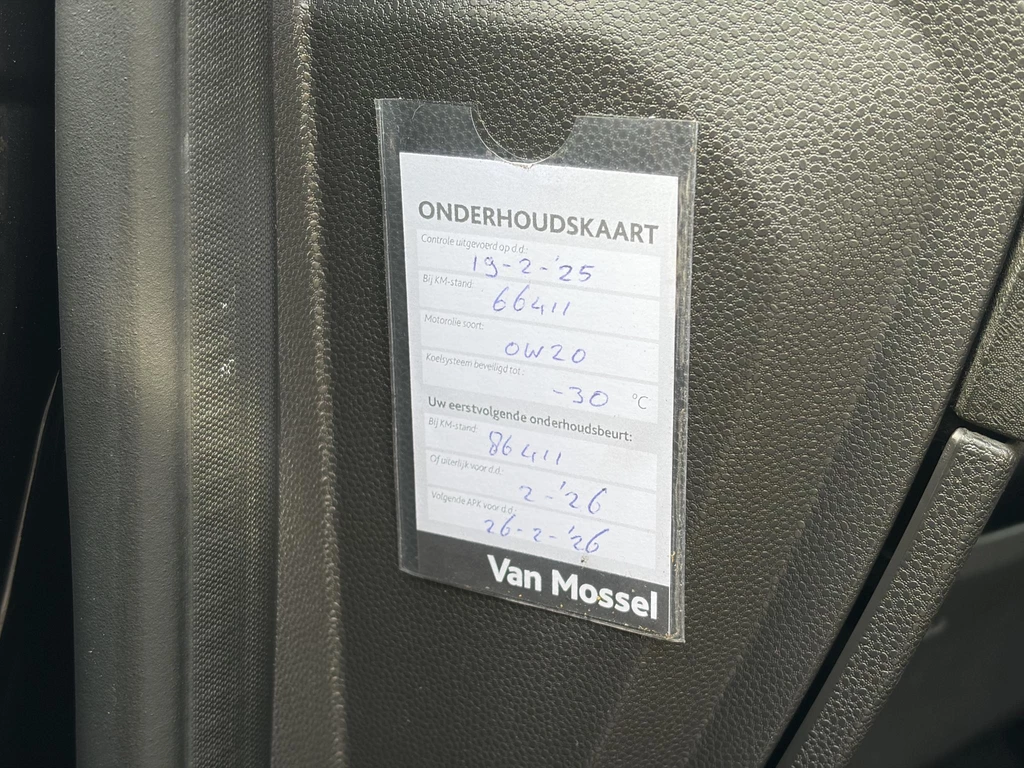 ONDERHOUDSKAART
Controle uitgevoerd op d.d.:
19-2-'25
Bij KM-stand:
66411
Motorolie soort:
0W20
Koelsysteem beveiligd tot:
-30 °C
Uw eerstvolgende onderhoudsbeurt:
Bij KM-stand:
86411
Of uiterlijk voor d.d.:
2-'26
Volgende APK voor d.d.:
26-2-'26
Van Mossel